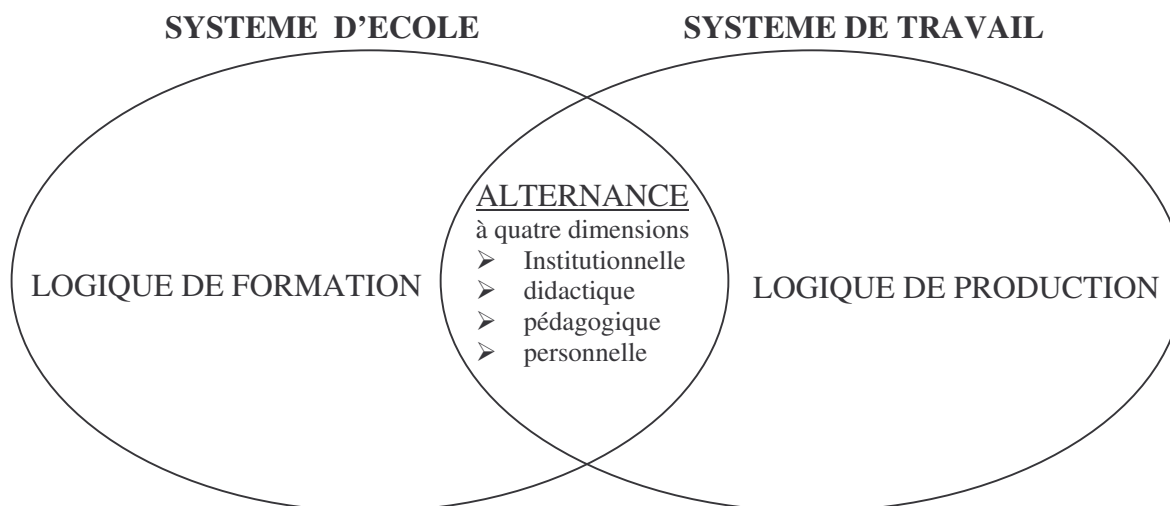 SYSTEME D'ECOLE
SYSTEME DE TRAVAIL
ALTERNANCE
à quatre dimensions
➢ Institutionnelle
➢ didactique
➢ pédagogique
➢ personnelle
LOGIQUE DE FORMATION
LOGIQUE DE PRODUCTION